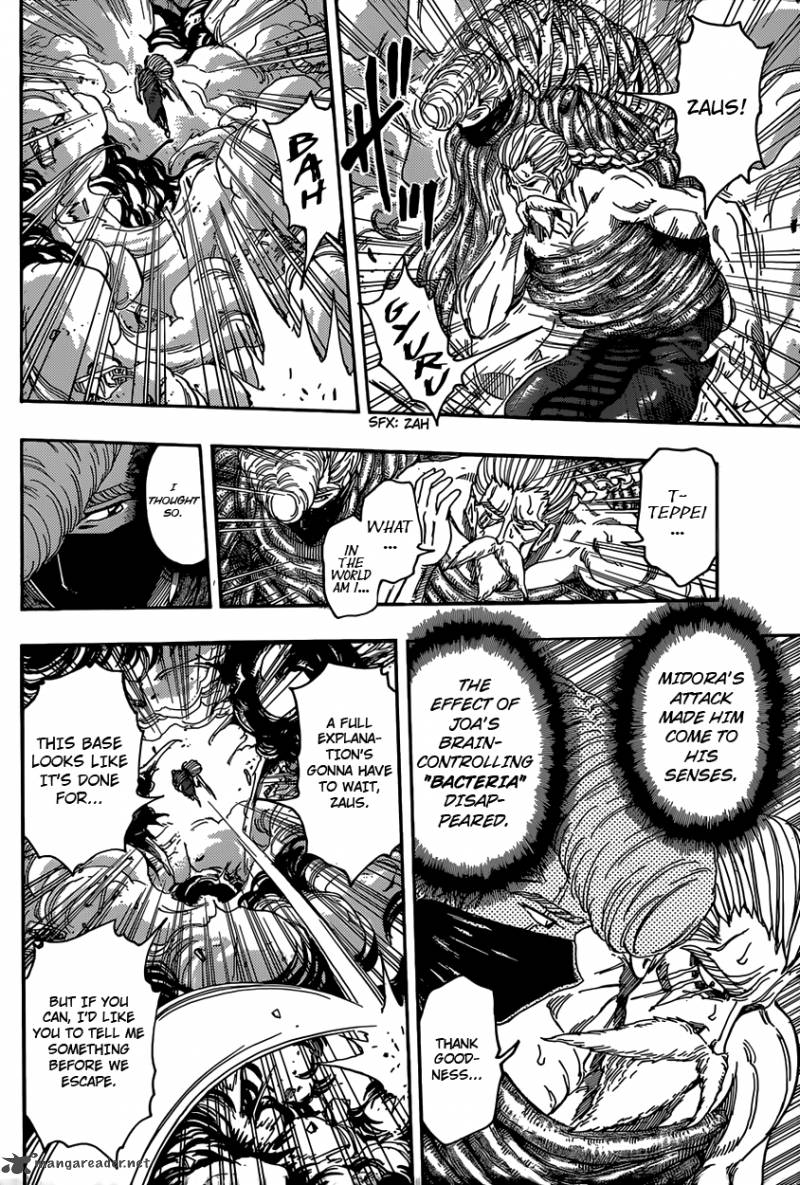 ZAUS!
GYURU
SFX: ZAH
BAH
T-
TEPPEI
...
WHAT
...
IN
THE
WORLD
AM I...
I
THOUGHT
SO.
MIDORA'S
ATTACK
MADE HIM
COME TO
HIS
SENSES.
THE
EFFECT OF
JOA'S
BRAIN-
CONTROLLING
"BACTERIA"
DISAP-
PEARED.
THANK
GOOD-
NESS...
A FULL
EXPLANA-
TION'S
GONNA HAVE
TO WAIT,
ZAUS.
THIS BASE
LOOKS LIKE
IT'S DONE
FOR...
BUT IF YOU
CAN, I'D LIKE
YOU TO TELL ME
SOMETHING
BEFORE WE
ESCAPE.
mangareader.net